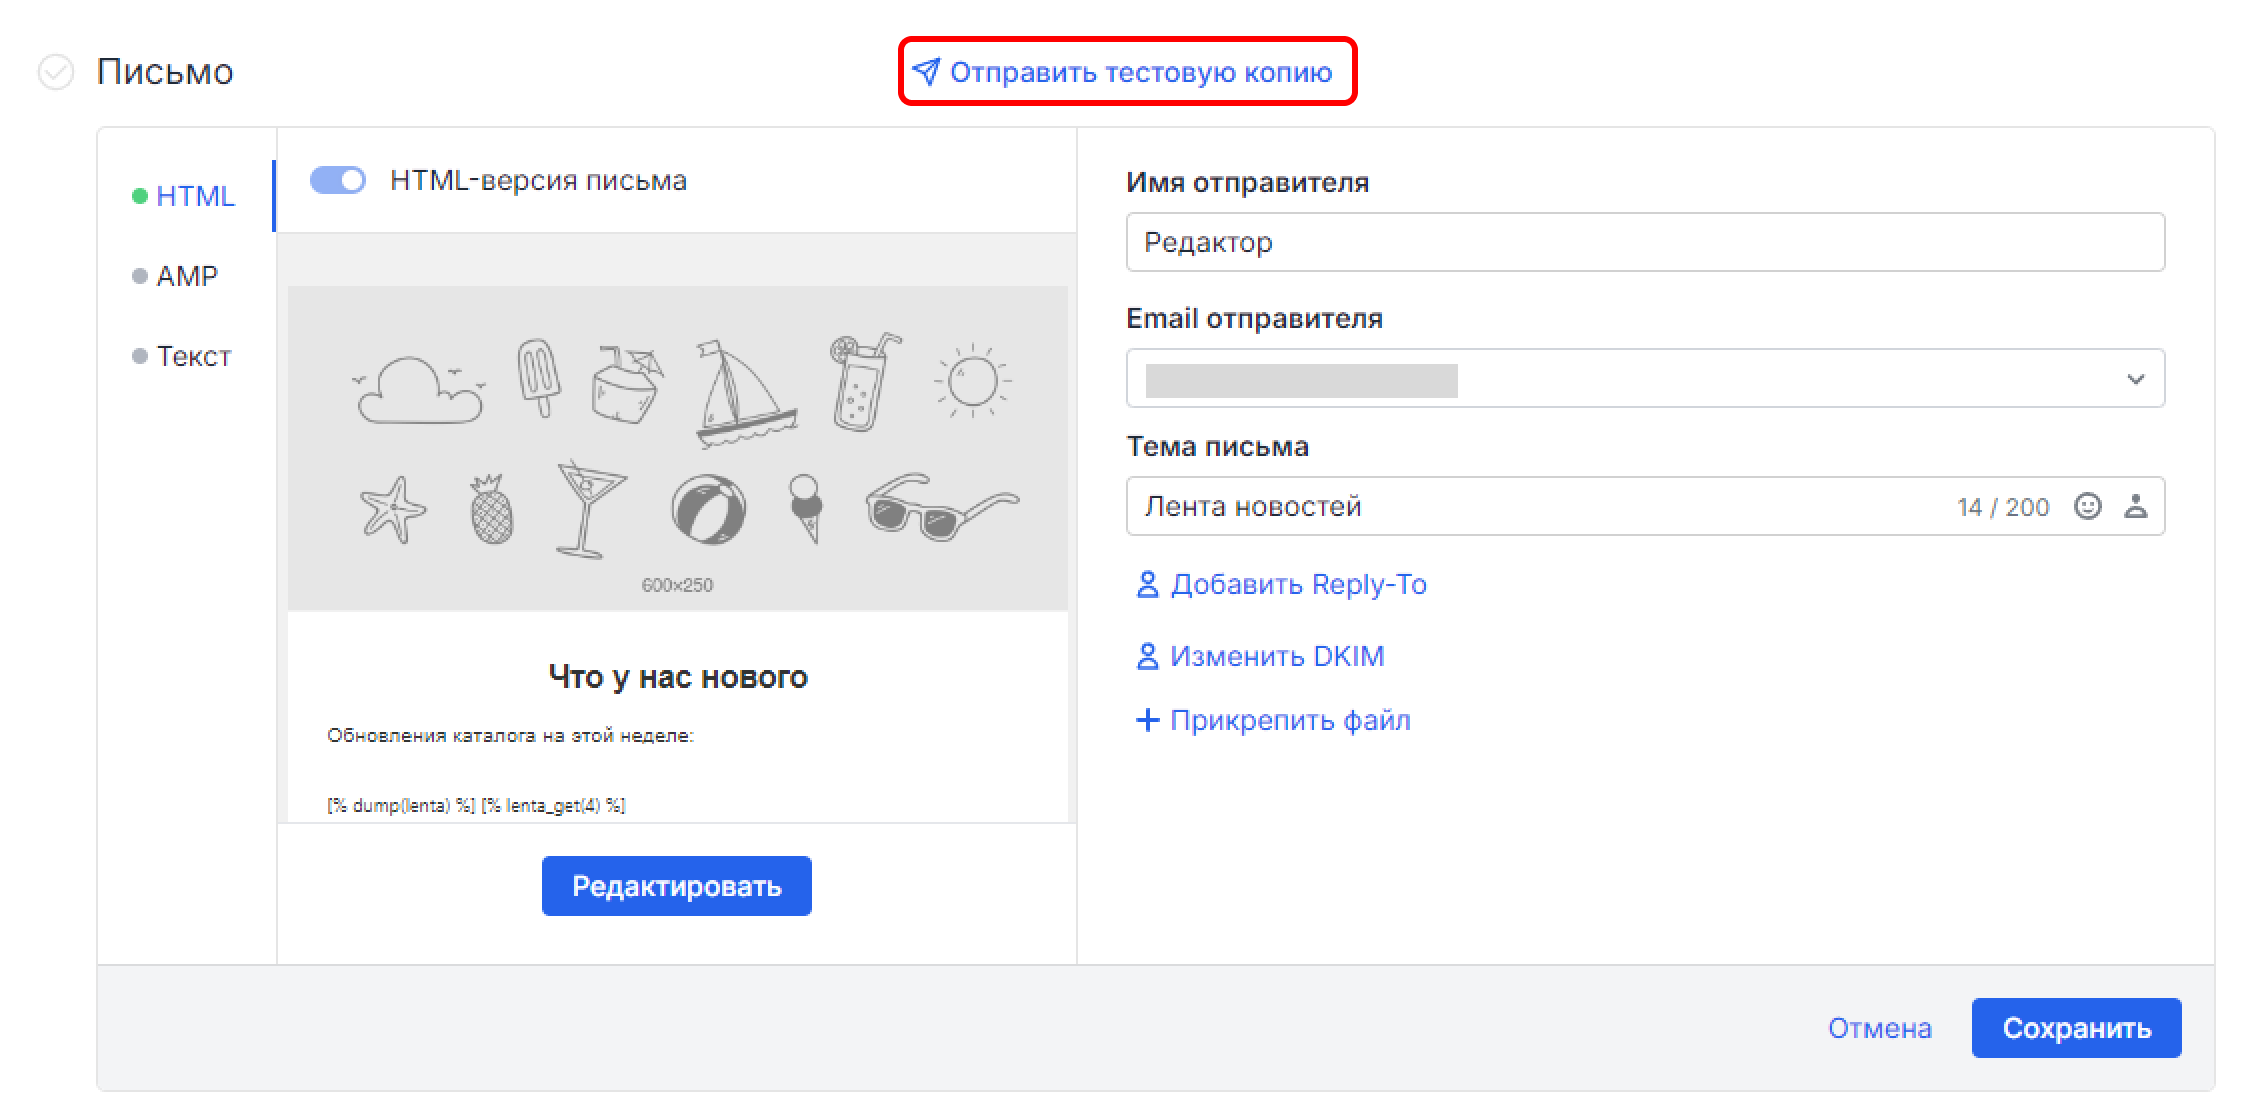 Письмо
Отправить тестовую копию
HTML
AMP
Текст
HTML-версия письма
600×250
Что у нас нового
Обновления каталога на этой неделе:
[% dump(lenta) %] [% lenta_get(4) %]
Редактировать
Имя отправителя
Редактор
Email отправителя
Тема письма
Лента новостей 14 / 200
Добавить Reply-To
Изменить DKIM
Прикрепить файл
Отмена Сохранить